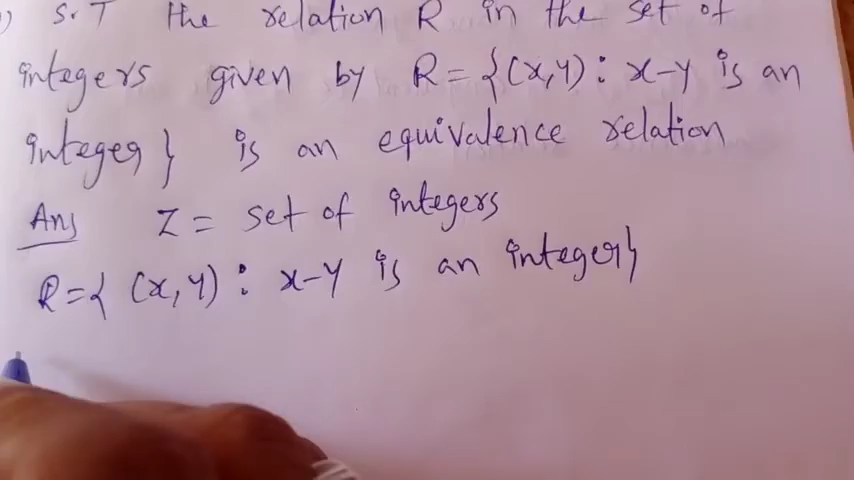 ) S.T the relation R in the set of
integers given by R = {(x,y) : x-y is an
integer} is an equivalence relation
Ans Z = set of integers
R = { (x, y) : x-y is an integer}